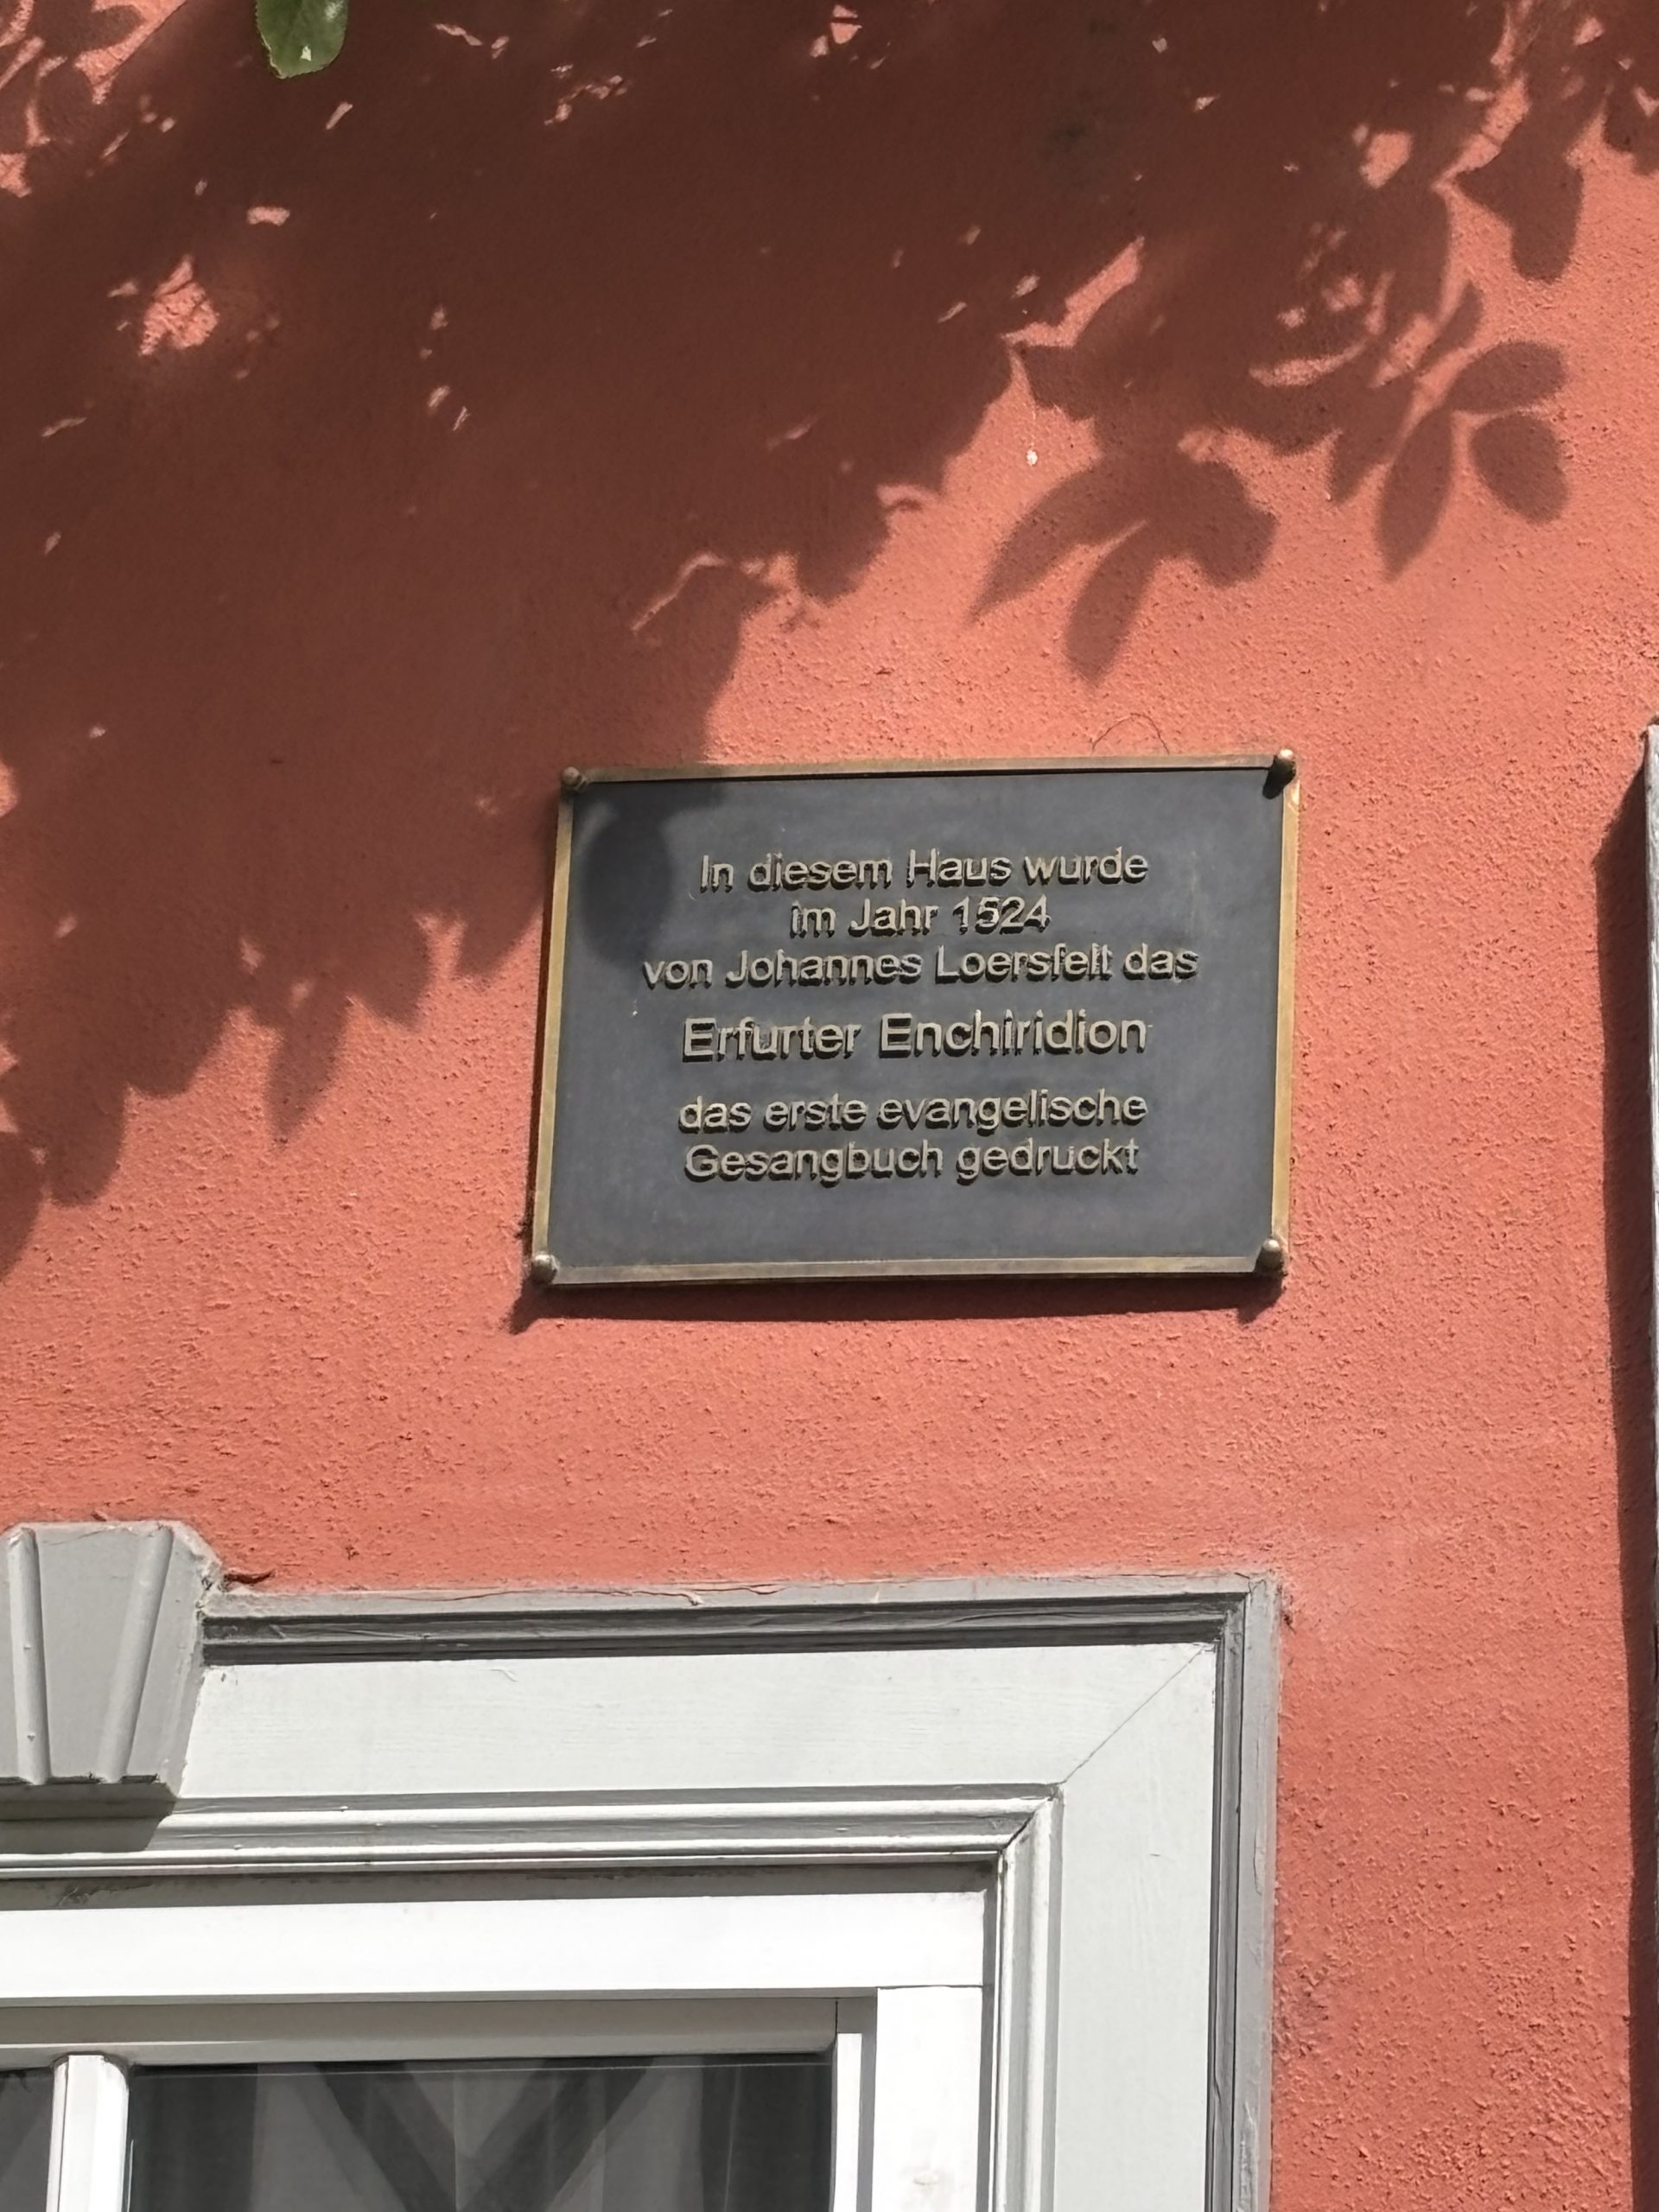 In diesem Haus wurde
im Jahr 1524
von Johannes Loersfelt das
Erfurter Enchiridion
das erste evangelische
Gesangbuch gedruckt